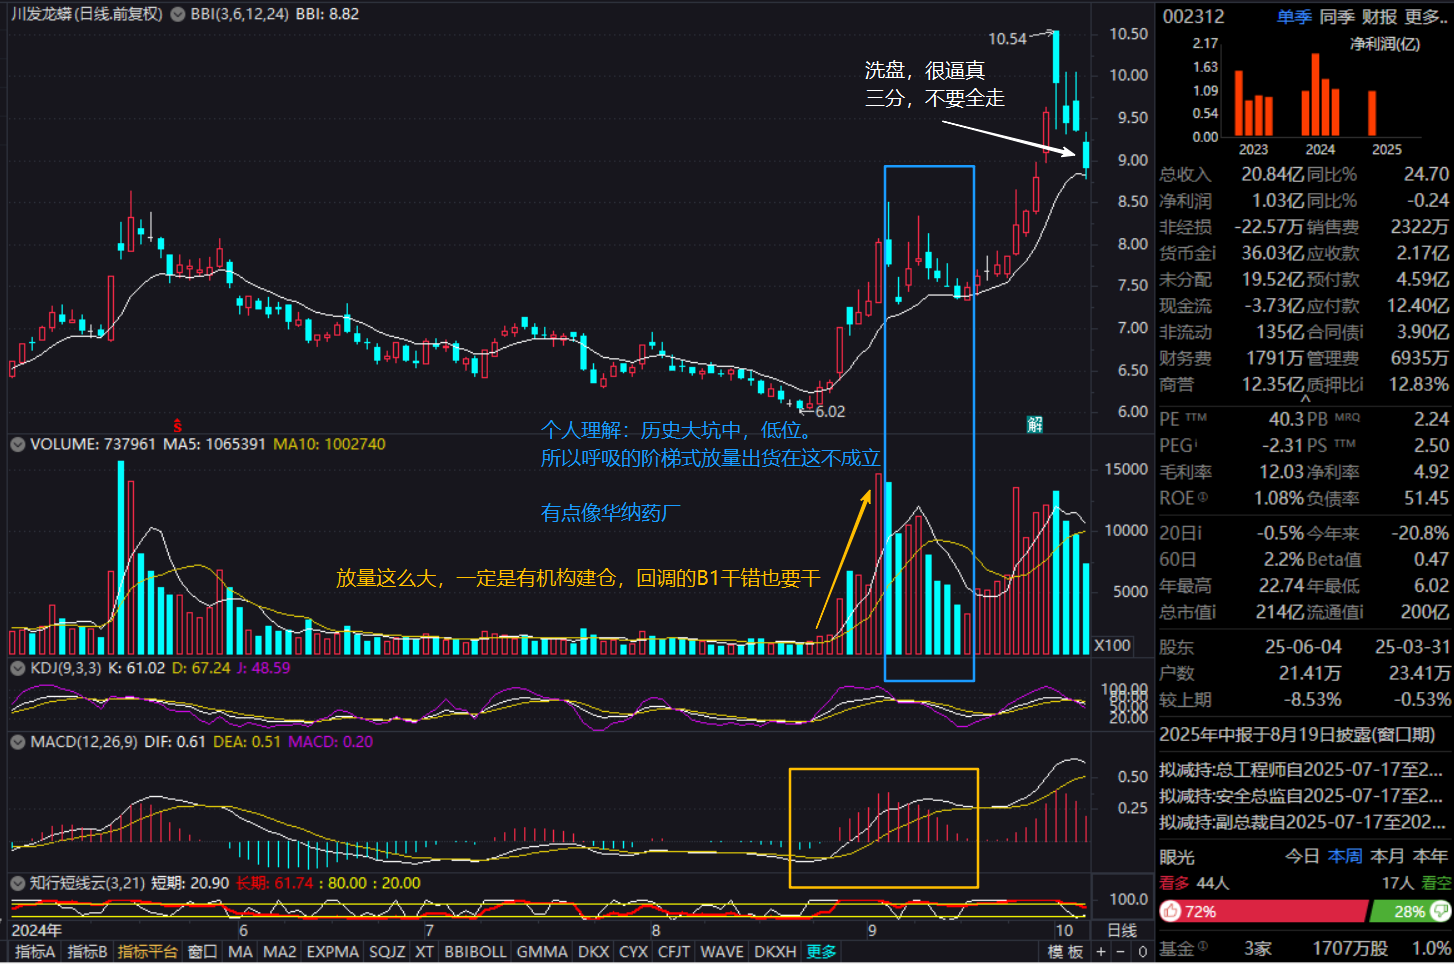 川发龙蟒(日线.前复权) BBI(3,6,12,24) BBI: 8.82
10.54
洗盘，很逼真
三分，不要全走
10.50
10.00
9.50
9.00
8.50
8.00
7.50
7.00
6.50
6.00
6.02
Ŝ
解
VOLUME: 737961 MA5: 1065391 MA10: 1002740
个人理解：历史大坑中，低位。
所以呼吸的阶梯式放量出货在这不成立
有点像华纳药厂
放量这么大，一定是有机构建仓，回调的B1干错也要干
15000
10000
5000
X100
KDJ(9,3,3) K: 61.02 D: 67.24 J: 48.59
100.00
80.00
50.00
20.00
MACD(12,26,9) DIF: 0.61 DEA: 0.51 MACD: 0.20
0.50
0.25
知行短线云(3,21) 短期: 20.90 长期: 61.74 : 80.00 : 20.00
100.0
2024年 6 7 8 9 10 日线
指标A 指标B 指标平台 窗口 MA MA2 EXPMA SQJZ XT BBIBOLL GMMA DKX CYX CFJT WAVE DKXH 更多 模 板 + - 0
002312 单季 同季 财报 更多..
净利润(亿)
2.17
1.63
1.09
0.54
0.00
2023 2024 2025
总收入 20.84亿 同比% 24.70
净利润 1.03亿 同比% -0.24
非经损 -22.57万 销售费 2322万
货币金i 36.03亿 应收款 2.17亿
未分配 19.52亿 预付款 4.59亿
现金流 -3.73亿 应付款 12.40亿
非流动 135亿 合同债i 3.90亿
财务费 1791万 管理费 6935万
商誉 12.35亿 质押比i 12.83%
PE TTM 40.3 PB MRQ 2.24
PEG i -2.31 PS TTM 2.50
毛利率 12.03 净利率 4.92
ROE ① 1.08% 负债率 51.45
20日i -0.5% 今年来 -20.8%
60日 2.2% Beta值 0.47
年最高 22.74 年最低 6.02
总市值i 214亿 流通值i 200亿
股东 25-06-04 25-03-31
户数 21.41万 23.41万
较上期 -8.53% -0.53%
2025年中报于8月19日披露(窗口期)
拟减持:总工程师自2025-07-17至2...
拟减持:安全总监自2025-07-17至2...
拟减持:副总裁自2025-07-17至202...
眼光 今日 本周 本月 本年
看多 44人 17人 看空
72% 28%
基金① 3家 1707万股 1.0%